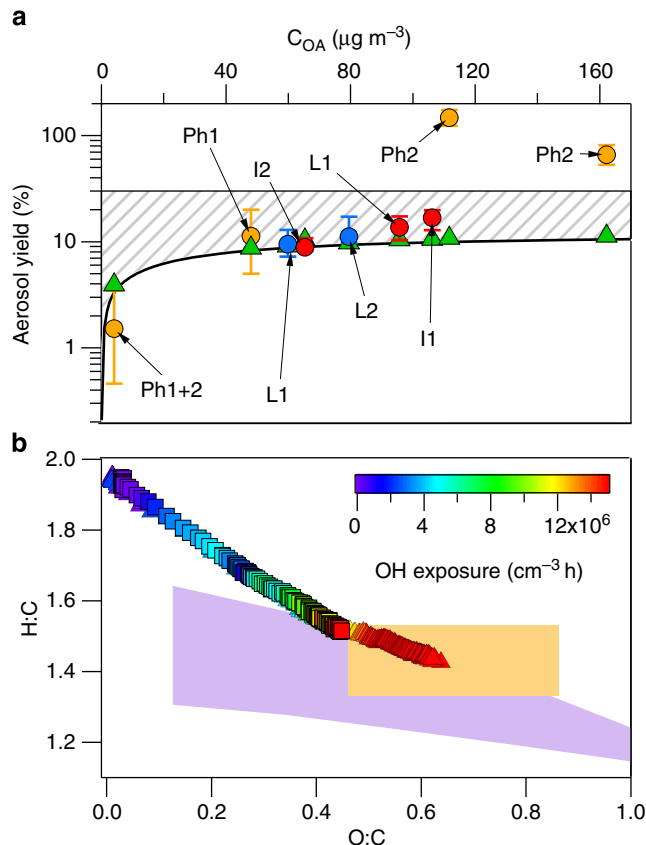 a
C_OA (μg m⁻³)
0 40 80 120 160
Aerosol yield (%)
100
10
1
Ph1
I2
L1
Ph2
Ph2
Ph1+2
L1
L2
I1
b
H:C
2.0
1.8
1.6
1.4
1.2
0 4 8 12x10⁶
OH exposure (cm⁻³ h)
0.0 0.2 0.4 0.6 0.8 1.0
O:C